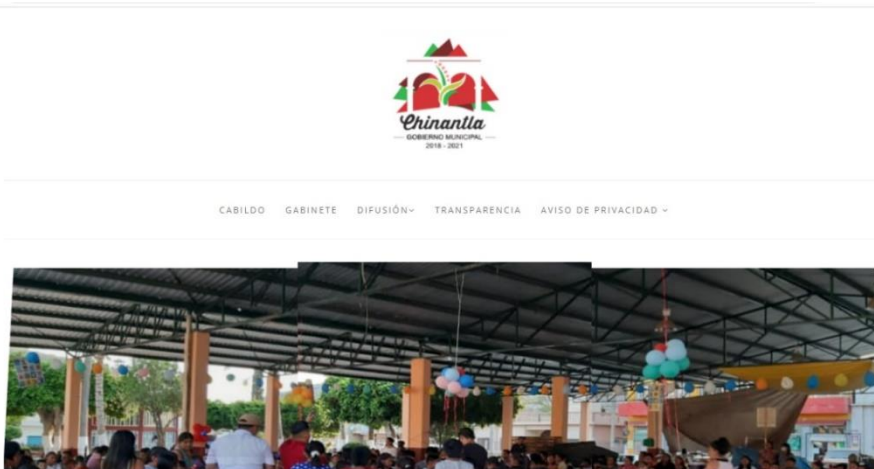 Chinantla
GOBIERNO MUNICIPAL
2018 - 2021
CABILDO GABINETE DIFUSIÓN TRANSPARENCIA AVISO DE PRIVACIDAD